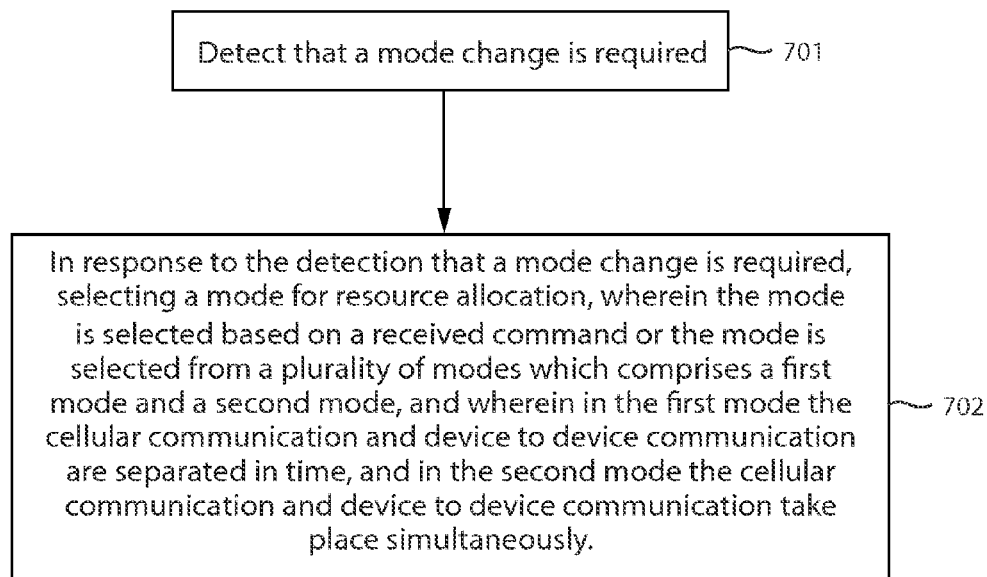 Detect that a mode change is required
701
In response to the detection that a mode change is required,
selecting a mode for resource allocation, wherein the mode
is selected based on a received command or the mode is
selected from a plurality of modes which comprises a first
mode and a second mode, and wherein in the first mode the
cellular communication and device to device communication
are separated in time, and in the second mode the cellular
communication and device to device communication take
place simultaneously.
702